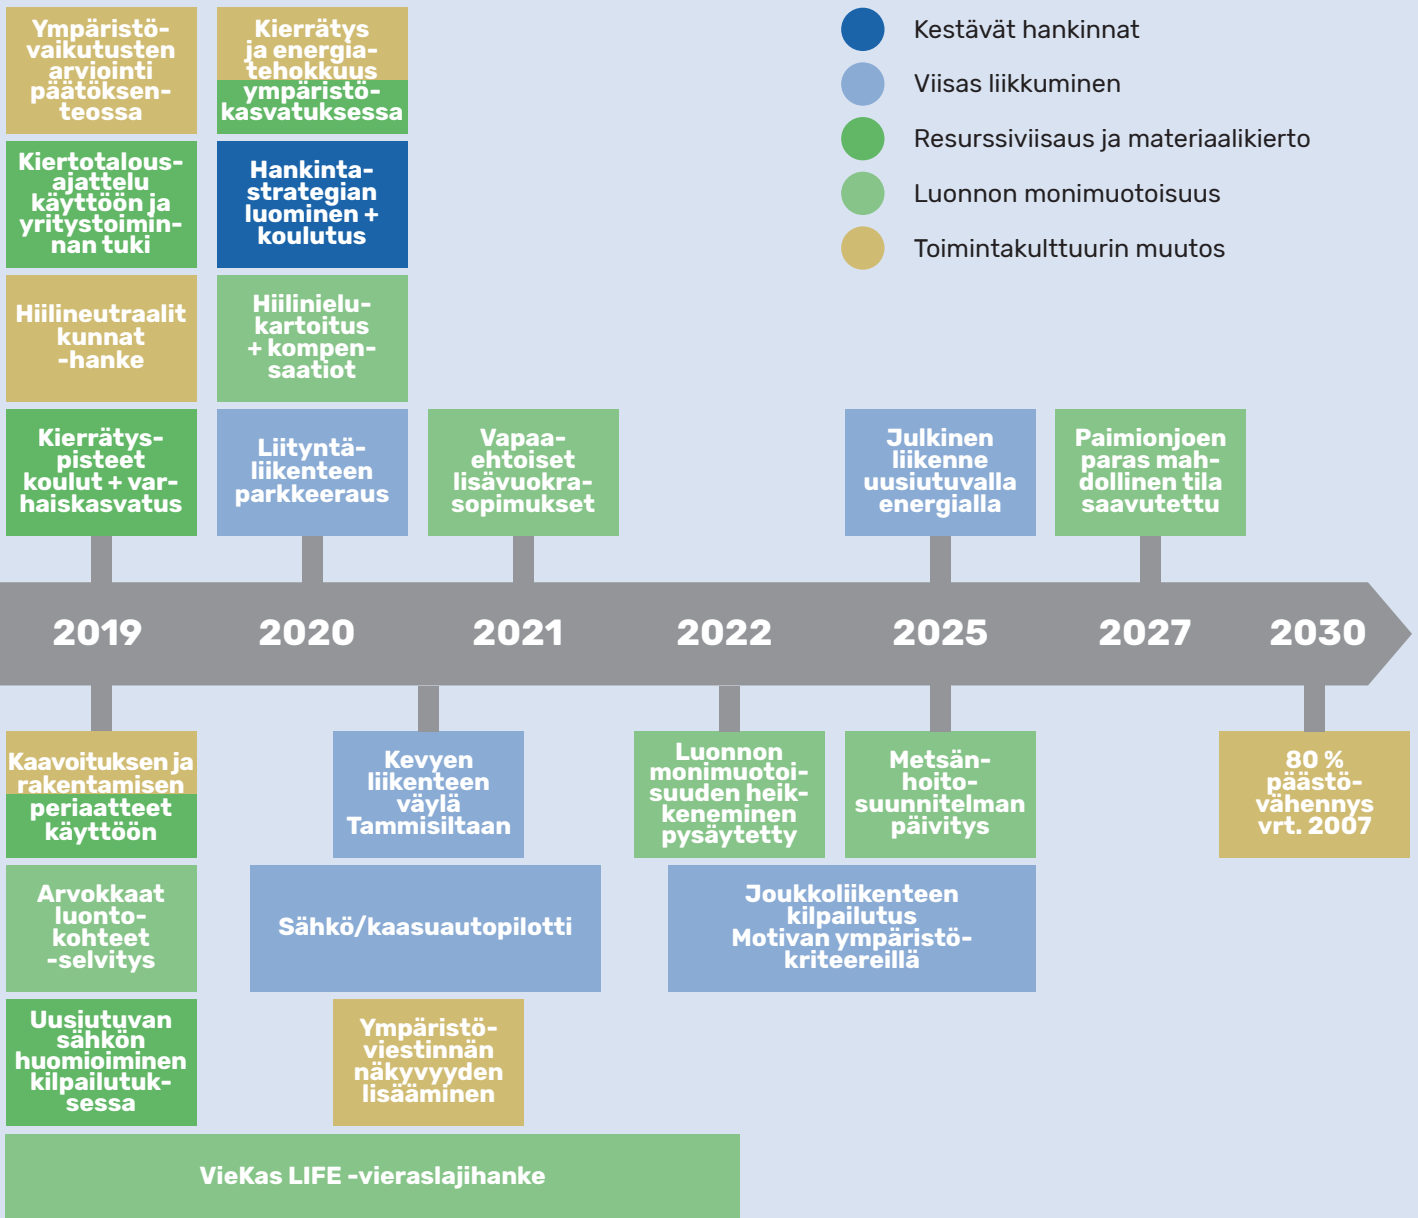 Ympäristö-
vaikutusten
arviointi
päätöksen-
teossa
Kierrätys
ja energia-
tehokkuus
ympäristö-
kasvatuksessa
Kestävät hankinnat
Viisas liikkuminen
Resurssiviisaus ja materiaalikierto
Luonnon monimuotoisuus
Toimintakulttuurin muutos
Kiertotalous-
ajattelu
käyttöön ja
yritystoimin-
nan tuki
Hankinta-
strategian
luominen +
koulutus
Hiilineutraalit
kunnat
-hanke
Hiilinielu-
kartoitus
+ kompen-
saatiot
Kierrätys-
pisteet
koulut + var-
haiskasvatus
Liityntä-
liikenteen
parkkeeraus
Vapaa-
ehtoiset
lisävuokra-
sopimukset
Julkinen
liikenne
uusiutuvalla
energialla
Paimionjoen
paras mah-
dollinen tila
saavutettu
2019
2020
2021
2022
2025
2027
2030
Kaavoituksen ja
rakentamisen
periaatteet
käyttöön
Kevyen
liikenteen
väylä
Tammisiltaan
Luonnon
monimuotoi-
suuden heik-
keneminen
pysäytetty
Metsän-
hoito-
suunnitelman
päivitys
80 %
päästö-
vähennys
vrt. 2007
Arvokkaat
luonto-
kohteet
-selvitys
Sähkö/kaasuautopilotti
Joukkoliikenteen
kilpailutus
Motivan ympäristö-
kriteereillä
Uusiutuvan
sähkön
huomioiminen
kilpailutuk-
sessa
Ympäristö-
viestinnän
näkyvyyden
lisääminen
VieKas LIFE -vieraslajihanke